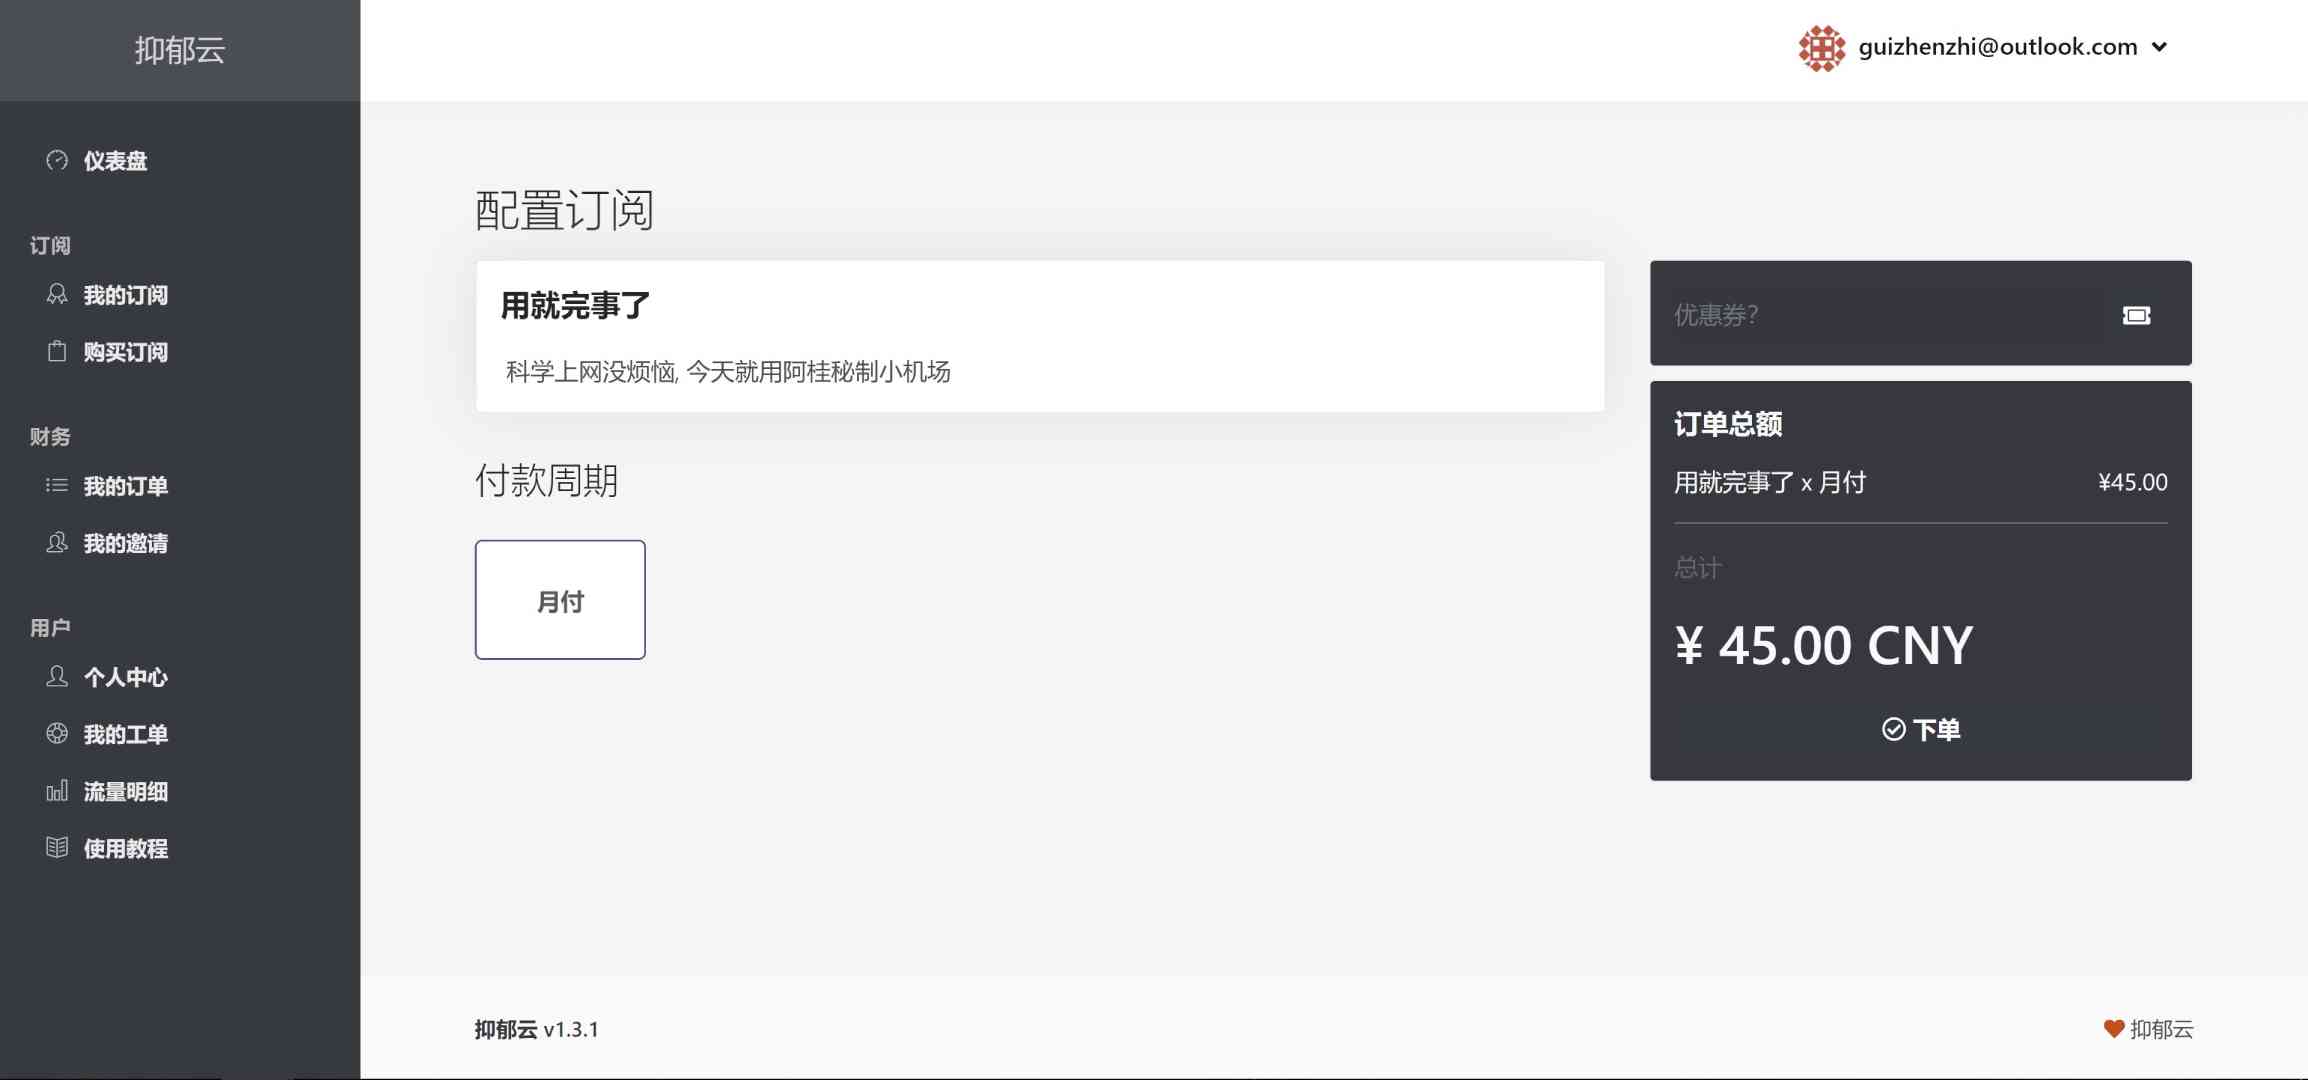 抑郁云
guizhenzhi@outlook.com
仪表盘
订阅
我的订阅
购买订阅
财务
我的订单
我的邀请
用户
个人中心
我的工单
流量明细
使用教程
配置订阅
用就完事了
科学上网没烦恼, 今天就用阿桂秘制小机场
付款周期
月付
优惠券?
订单总额
用就完事了 x 月付 ¥45.00
总计
¥ 45.00 CNY
下单
抑郁云 v1.3.1
抑郁云